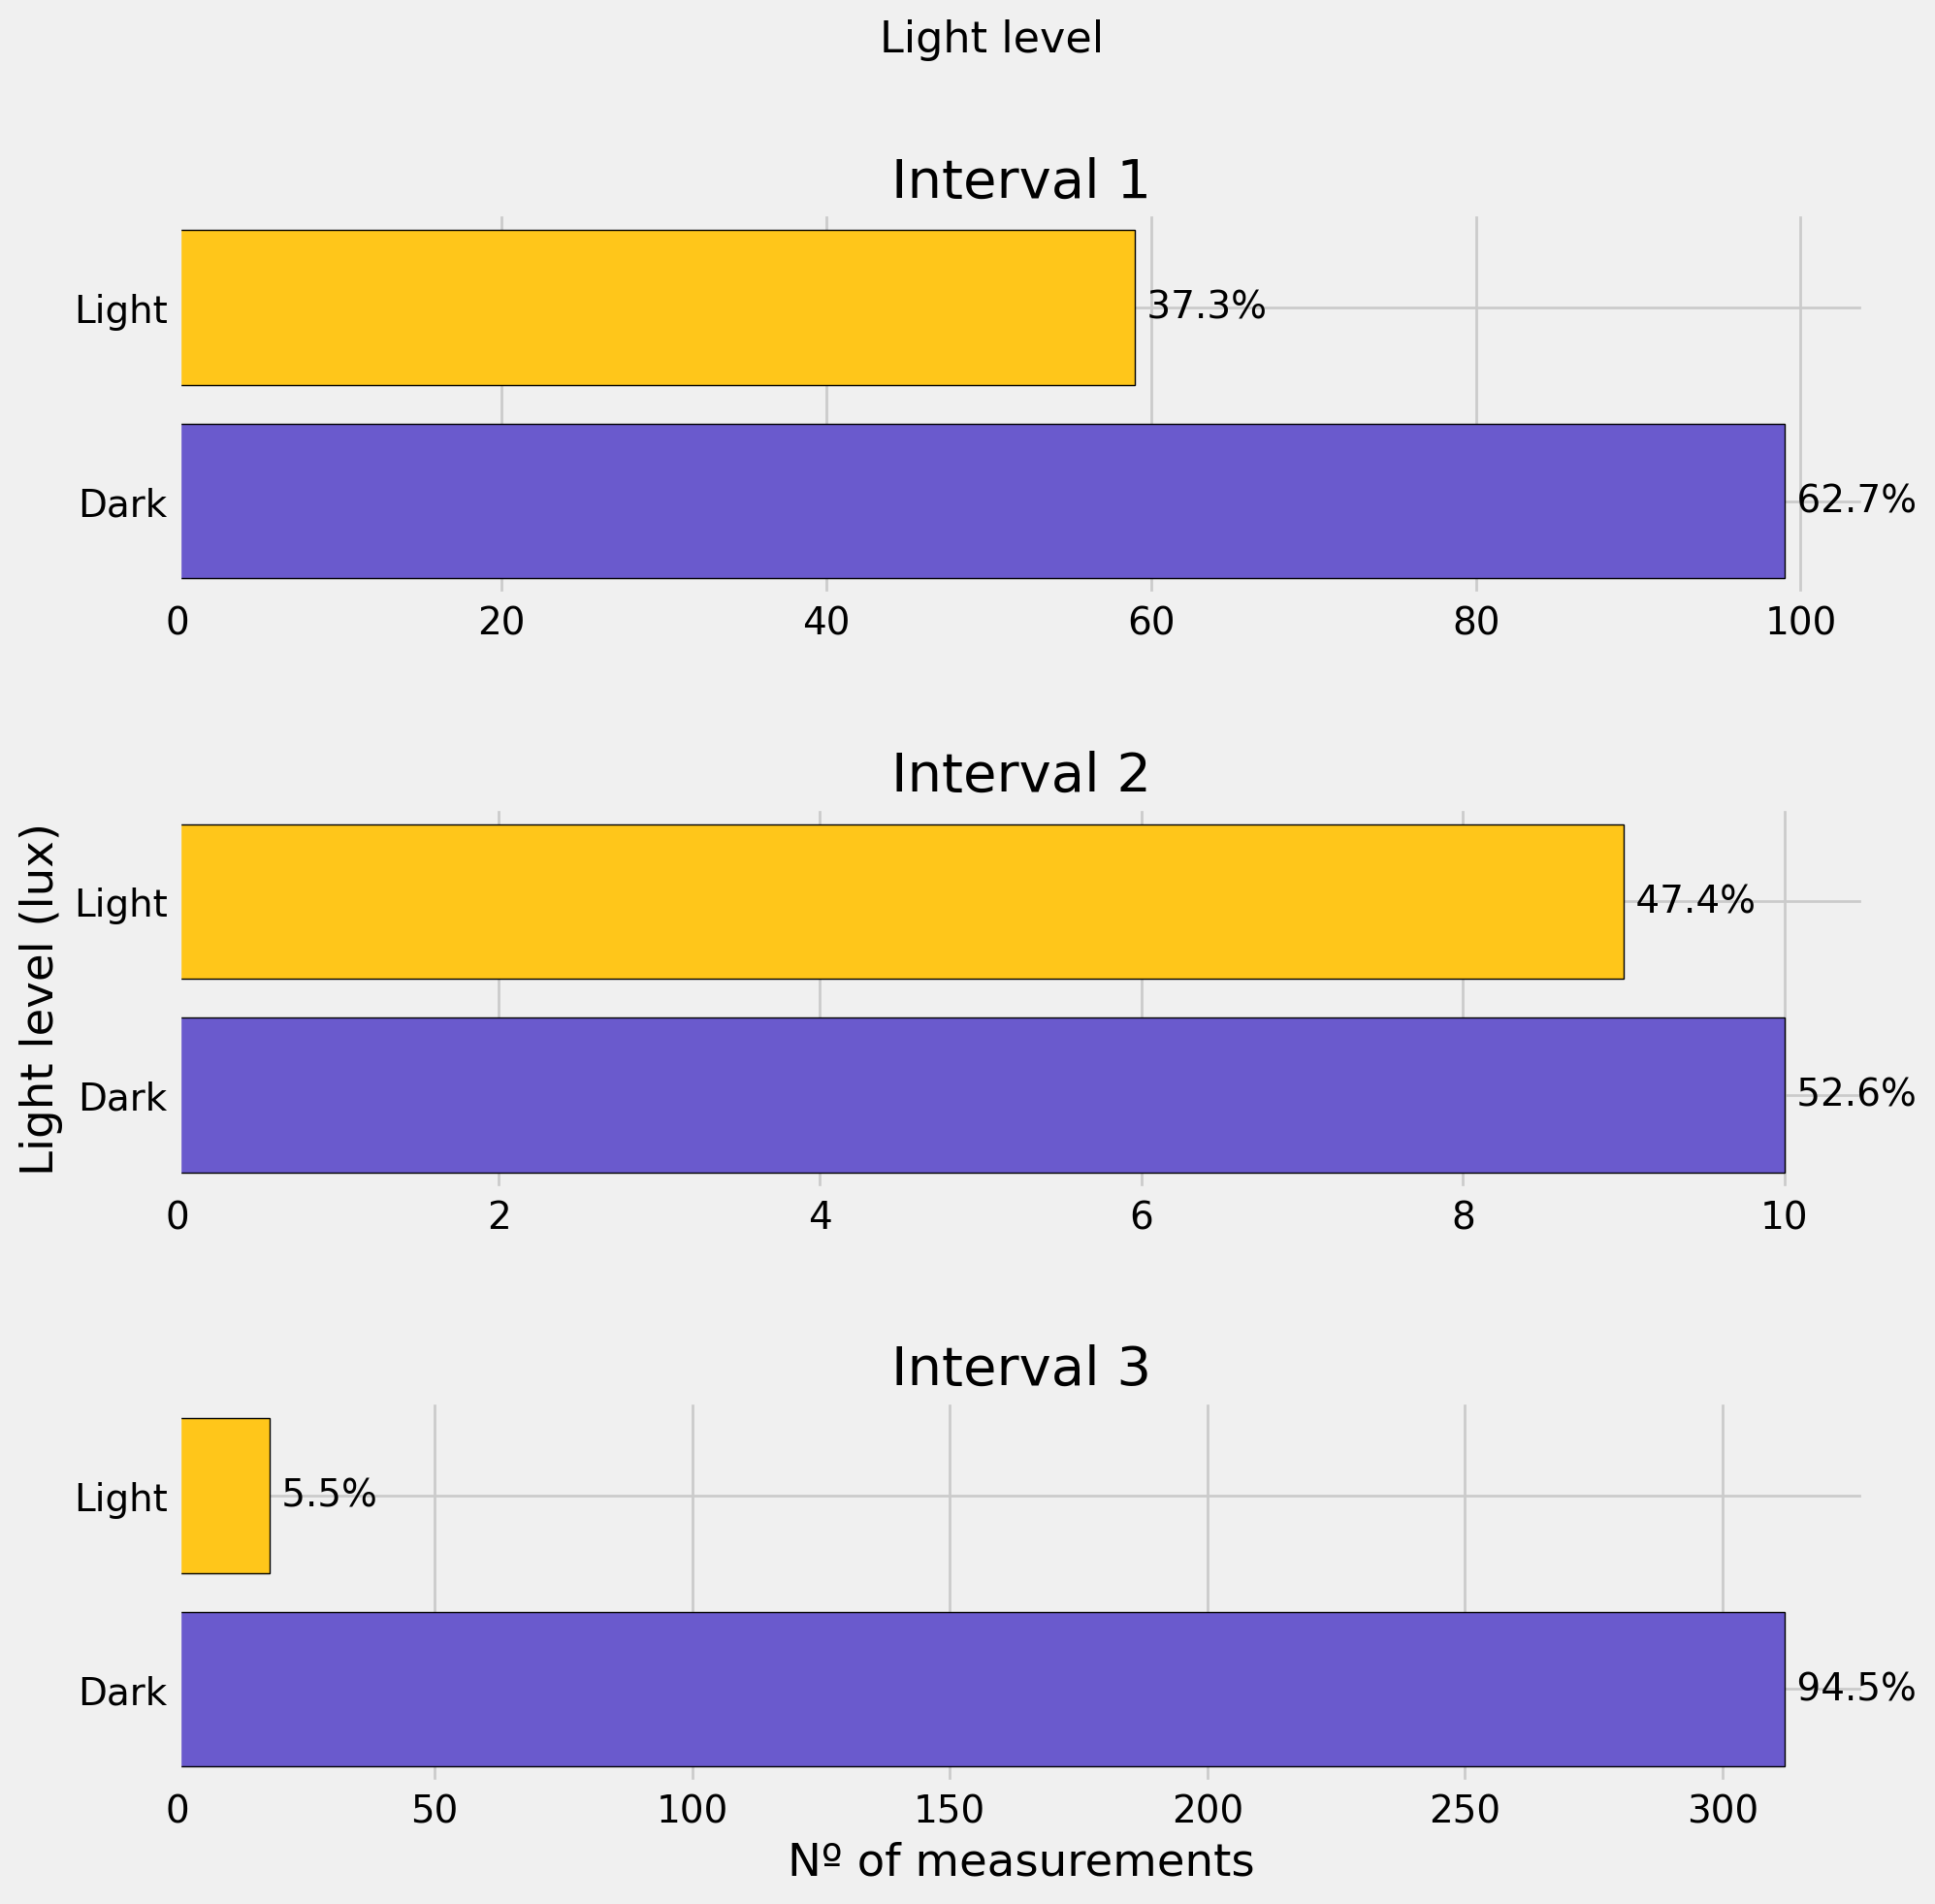 Light level
Interval 1
Light
37.3%
Dark
62.7%
0 20 40 60 80 100
Interval 2
Light level (lux)
Light
47.4%
Dark
52.6%
0 2 4 6 8 10
Interval 3
Light
5.5%
Dark
94.5%
0 50 100 150 200 250 300
Nº of measurements